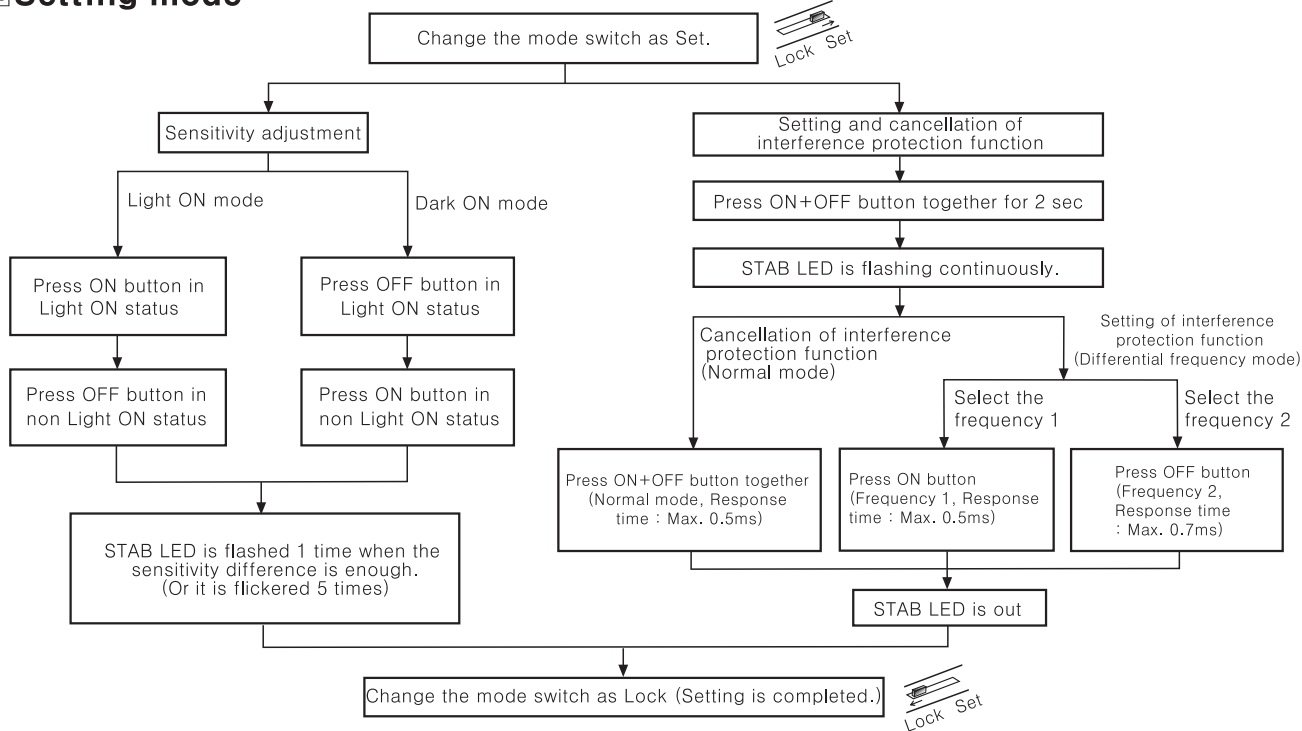 Setting mode
Change the mode switch as Set.
Lock Set
Sensitivity adjustment
Setting and cancellation of
interference protection function
Light ON mode
Dark ON mode
Press ON+OFF button together for 2 sec
STAB LED is flashing continuously.
Press ON button in
Light ON status
Press OFF button in
Light ON status
Cancellation of interference
protection function
(Normal mode)
Setting of interference
protection function
(Differential frequency mode)
Press OFF button in
non Light ON status
Press ON button in
non Light ON status
Select the
frequency 1
Select the
frequency 2
Press ON+OFF button together
(Normal mode, Response
time : Max. 0.5ms)
Press ON button
(Frequency 1, Response
time : Max. 0.5ms)
Press OFF button
(Frequency 2,
Response time
: Max. 0.7ms)
STAB LED is flashed 1 time when the
sensitivity difference is enough.
(Or it is flickered 5 times)
STAB LED is out
Change the mode switch as Lock (Setting is completed.)
Lock Set